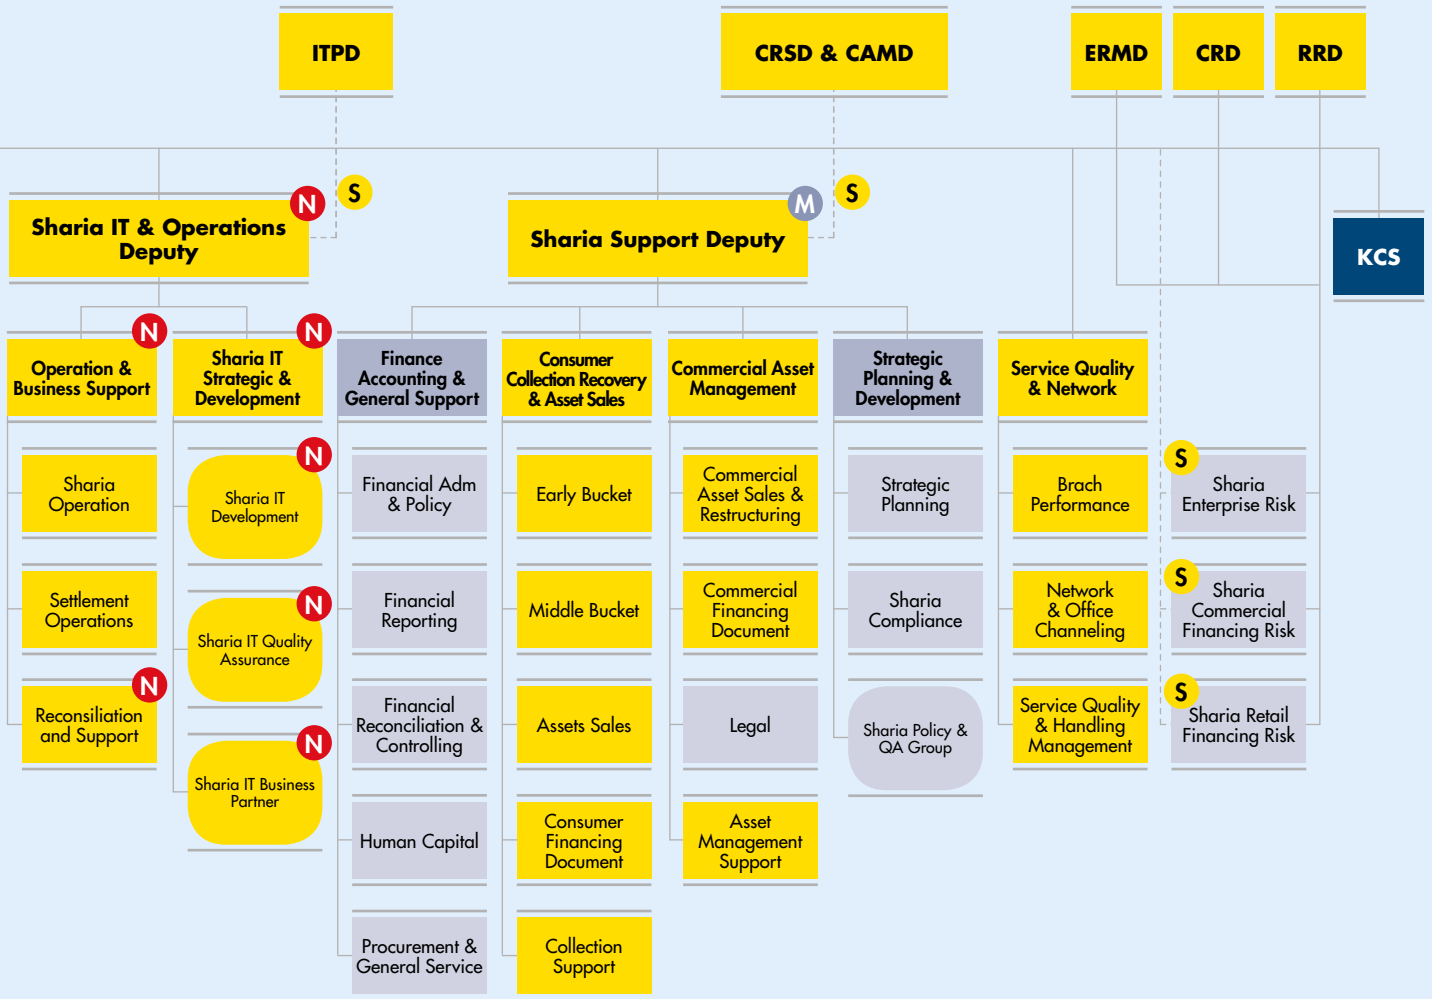 ITPD
CRSD & CAMD
ERMD
CRD
RRD
N
S
Sharia IT & Operations
Deputy
M
S
Sharia Support Deputy
KCS
N
Operation &
Business Support
N
Sharia IT
Strategic &
Development
Finance
Accounting &
General Support
Consumer
Collection Recovery
& Asset Sales
Commercial Asset
Management
Strategic
Planning &
Development
Service Quality
& Network
Sharia
Operation
Settlement
Operations
N
Reconsiliation
and Support
N
Sharia IT
Development
N
Sharia IT Quality
Assurance
N
Sharia IT Business
Partner
Financial Adm
& Policy
Financial
Reporting
Financial
Reconciliation &
Controlling
Human Capital
Procurement &
General Service
Early Bucket
Middle Bucket
Assets Sales
Consumer
Financing
Document
Collection
Support
Commercial
Asset Sales &
Restructuring
Commercial
Financing
Document
Legal
Asset
Management
Support
Strategic
Planning
Sharia
Compliance
Sharia Policy &
QA Group
Brach
Performance
Network
& Office
Channeling
Service Quality
& Handling
Management
S
Sharia
Enterprise Risk
S
Sharia
Commercial
Financing Risk
S
Sharia Retail
Financing Risk